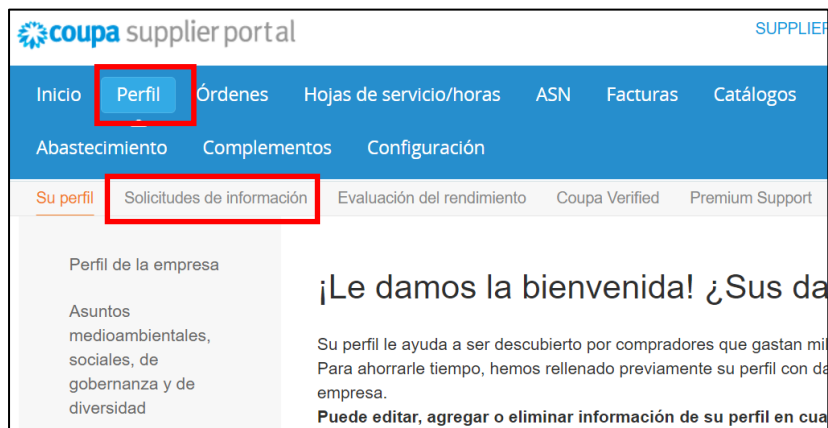 coupa supplier portal
SUPPLIER
Inicio Perfil Órdenes Hojas de servicio/horas ASN Facturas Catálogos
Abastecimiento Complementos Configuración
Su perfil Solicitudes de información Evaluación del rendimiento Coupa Verified Premium Support
Perfil de la empresa
Asuntos
medioambientales,
sociales, de
gobernanza y de
diversidad
¡Le damos la bienvenida! ¿Sus da
Su perfil le ayuda a ser descubierto por compradores que gastan mil
Para ahorrarle tiempo, hemos rellenado previamente su perfil con da
empresa.
Puede editar, agregar o eliminar información de su perfil en cua